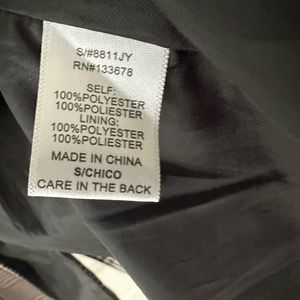 S/#8811JY
RN#133678
SELF:
100%POLYESTER
100%POLIESTER
LINING:
100%POLYESTER
100%POLIESTER
MADE IN CHINA
S/CHICO
CARE IN THE BACK